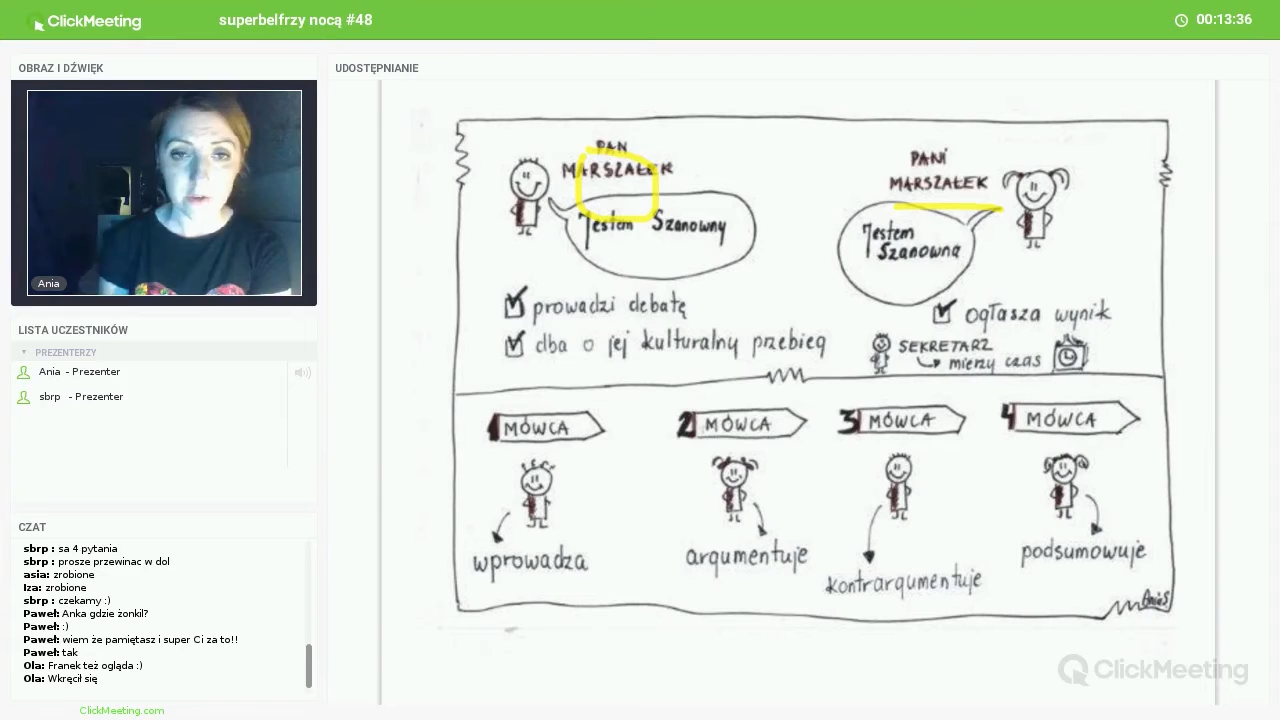 ClickMeeting
superbelfrzy nocą #48
00:13:36
OBRAZ I DŹWIĘK
UDOSTĘPNIANIE
Ania
LISTA UCZESTNIKÓW
PREZENTERZY
Ania - Prezenter
sbrp - Prezenter
CZAT
sbrp : sa 4 pytania
sbrp : prosze przewinac w dol
asia: zrobione
Iza: zrobione
sbrp : czekamy :)
Paweł: Anka gdzie żonkil?
Paweł: :)
Paweł: wiem że pamiętasz i super Ci za to!!
Paweł: tak
Ola: Franek też ogląda :)
Ola: Wkręcił się
ClickMeeting.com
PAN
MARSZAŁEK
Jestem Szanowny
PANI
MARSZAŁEK
Jestem
Szanowna
prowadzi debatę
dba o jej kulturalny przebieg
ogłasza wynik
SEKRETARZ
mierzy czas
1 MÓWCA
2 MÓWCA
3 MÓWCA
4 MÓWCA
wprowadza
argumentuje
kontrargumentuje
podsumowuje
AniaS
ClickMeeting